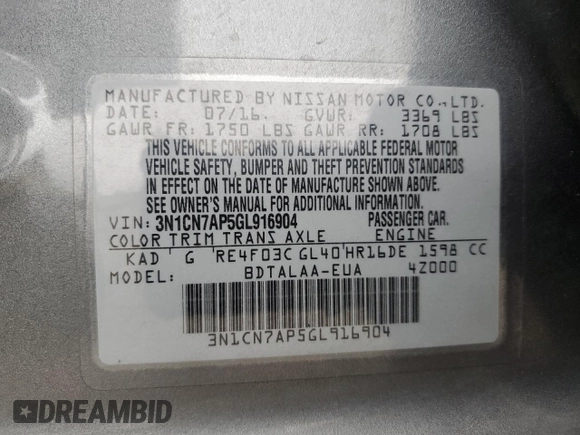 MANUFACTURED BY NISSAN MOTOR CO.,LTD.
DATE: 07/16. GVWR: 3369 LBS
GAWR FR: 1750 LBS GAWR RR: 1708 LBS
THIS VEHICLE CONFORMS TO ALL APPLICABLE FEDERAL MOTOR
VEHICLE SAFETY, BUMPER AND THEFT PREVENTION STANDARDS
IN EFFECT ON THE DATE OF MANUFACTURE SHOWN ABOVE.
SEE OWNER'S MANUAL FOR ADDITIONAL INFORMATION.
VIN: 3N1CN7AP5GL916904 PASSENGER CAR.
COLOR TRIM TRANS AXLE ENGINE
KAD G RE4F03C GL40 HR16DE 1598 CC
MODEL: BDTALAA-EUA 4Z000
3N1CN7AP5GL916904
DREAMBID